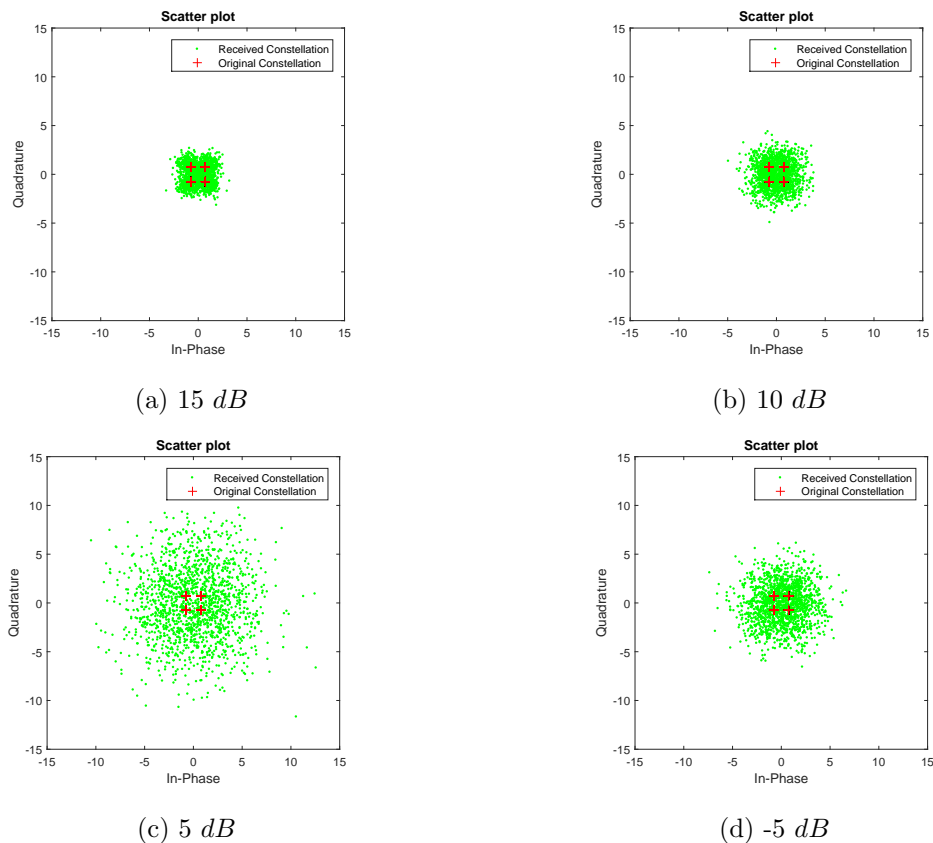 Scatter plot
Received Constellation
Original Constellation
15
10
5
0
-5
-10
-15
Quadrature
-15 -10 -5 0 5 10 15
In-Phase
(a) 15 dB
Scatter plot
Received Constellation
Original Constellation
15
10
5
0
-5
-10
-15
Quadrature
-15 -10 -5 0 5 10 15
In-Phase
(b) 10 dB
Scatter plot
Received Constellation
Original Constellation
15
10
5
0
-5
-10
-15
Quadrature
-15 -10 -5 0 5 10 15
In-Phase
(c) 5 dB
Scatter plot
Received Constellation
Original Constellation
15
10
5
0
-5
-10
-15
Quadrature
-15 -10 -5 0 5 10 15
In-Phase
(d) -5 dB